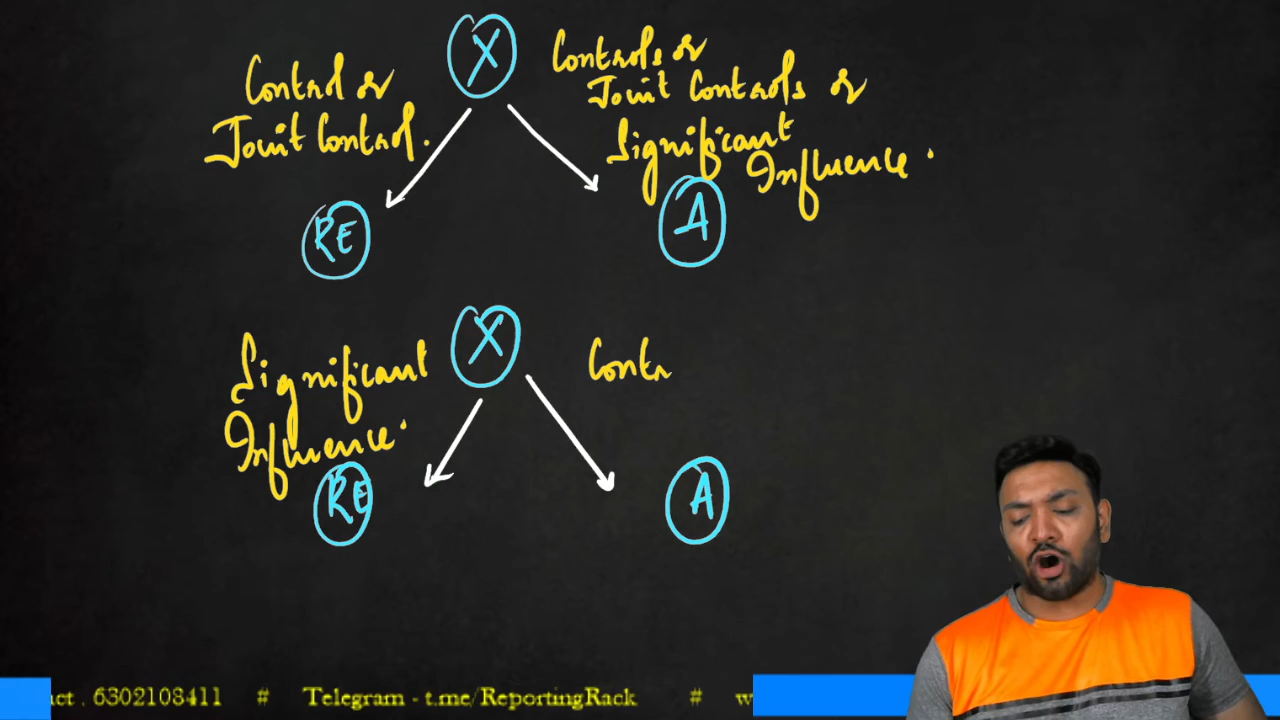 X
Control or
Joint Control.
Controls or
Joint Controls or
Significant
Influence.
RE
A
X
Significant
Influence.
Contr
RE
A
act . 6302108411 # Telegram - t.me/ReportingRack # w